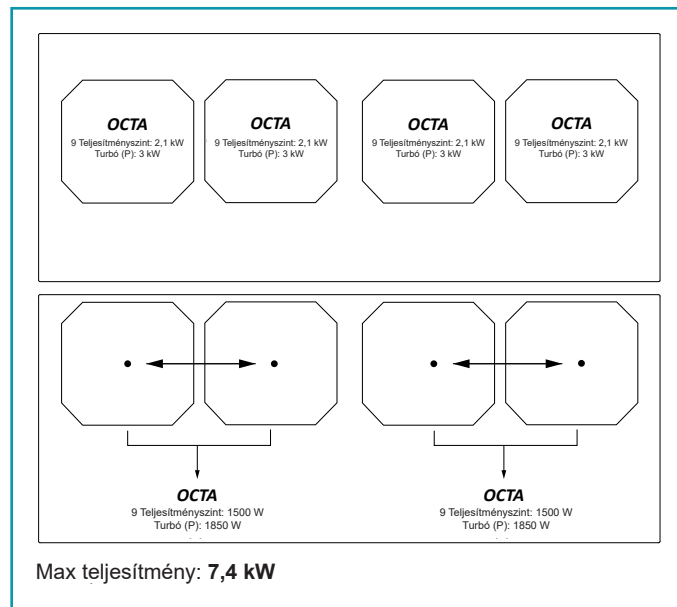 OCTA
9 Teljesítményszint: 2,1 kW
Turbó (P): 3 kW
OCTA
9 Teljesítményszint: 2,1 kW
Turbó (P): 3 kW
OCTA
9 Teljesítményszint: 2,1 kW
Turbó (P): 3 kW
OCTA
9 Teljesítményszint: 2,1 kW
Turbó (P): 3 kW
OCTA
9 Teljesítményszint: 1500 W
Turbó (P): 1850 W
OCTA
9 Teljesítményszint: 1500 W
Turbó (P): 1850 W
Max teljesítmény: 7,4 kW